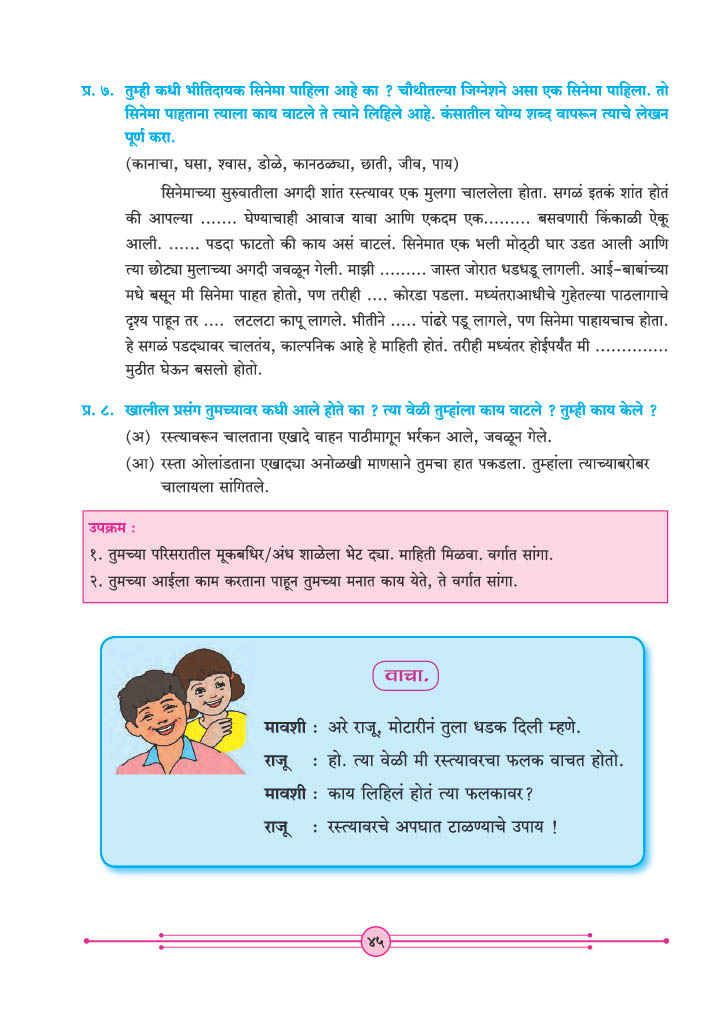 प्र. ७. तुम्ही कधी भीतिदायक सिनेमा पाहिला आहे का ? चौथीतल्या जिग्नेशने असा एक सिनेमा पाहिला. तो
सिनेमा पाहताना त्याला काय वाटले ते त्याने लिहिले आहे. कंसातील योग्य शब्द वापरून त्याचे लेखन
पूर्ण करा.
(कानाचा, घसा, श्वास, डोळे, कानठळ्या, छाती, जीव, पाय)
सिनेमाच्या सुरुवातीला अगदी शांत रस्त्यावर एक मुलगा चाललेला होता. सगळं इतकं शांत होतं
की आपल्या ....... घेण्याचाही आवाज यावा आणि एकदम एक......... बसवणारी किंकाळी ऐकू
आली. ...... पडदा फाटतो की काय असं वाटलं. सिनेमात एक भली मोठ्ठी घार उडत आली आणि
त्या छोट्या मुलाच्या अगदी जवळून गेली. माझी ......... जास्त जोरात धडधडू लागली. आई-बाबांच्या
मधे बसून मी सिनेमा पाहत होतो, पण तरीही .... कोरडा पडला. मध्यंतराआधीचे गुहेतल्या पाठलागाचे
दृश्य पाहून तर .... लटलटा कापू लागले. भीतीने ..... पांढरे पडू लागले, पण सिनेमा पाहायचाच होता.
हे सगळं पडद्यावर चालतंय, काल्पनिक आहे हे माहिती होतं. तरीही मध्यंतर होईपर्यंत मी ..............
मुठीत घेऊन बसलो होतो.
प्र. ८. खालील प्रसंग तुमच्यावर कधी आले होते का ? त्या वेळी तुम्हांला काय वाटले ? तुम्ही काय केले ?
(अ) रस्त्यावरून चालताना एखादे वाहन पाठीमागून भर्रकन आले, जवळून गेले.
(आ) रस्ता ओलांडताना एखाद्या अनोळखी माणसाने तुमचा हात पकडला. तुम्हांला त्याच्याबरोबर
चालायला सांगितले.
उपक्रम :
१. तुमच्या परिसरातील मूकबधिर/अंध शाळेला भेट द्या. माहिती मिळवा. वर्गात सांगा.
२. तुमच्या आईला काम करताना पाहून तुमच्या मनात काय येते, ते वर्गात सांगा.
वाचा.
मावशी : अरे राजू, मोटारीनं तुला धडक दिली म्हणे.
राजू : हो. त्या वेळी मी रस्त्यावरचा फलक वाचत होतो.
मावशी : काय लिहिलं होतं त्या फलकावर ?
राजू : रस्त्यावरचे अपघात टाळण्याचे उपाय !
४५